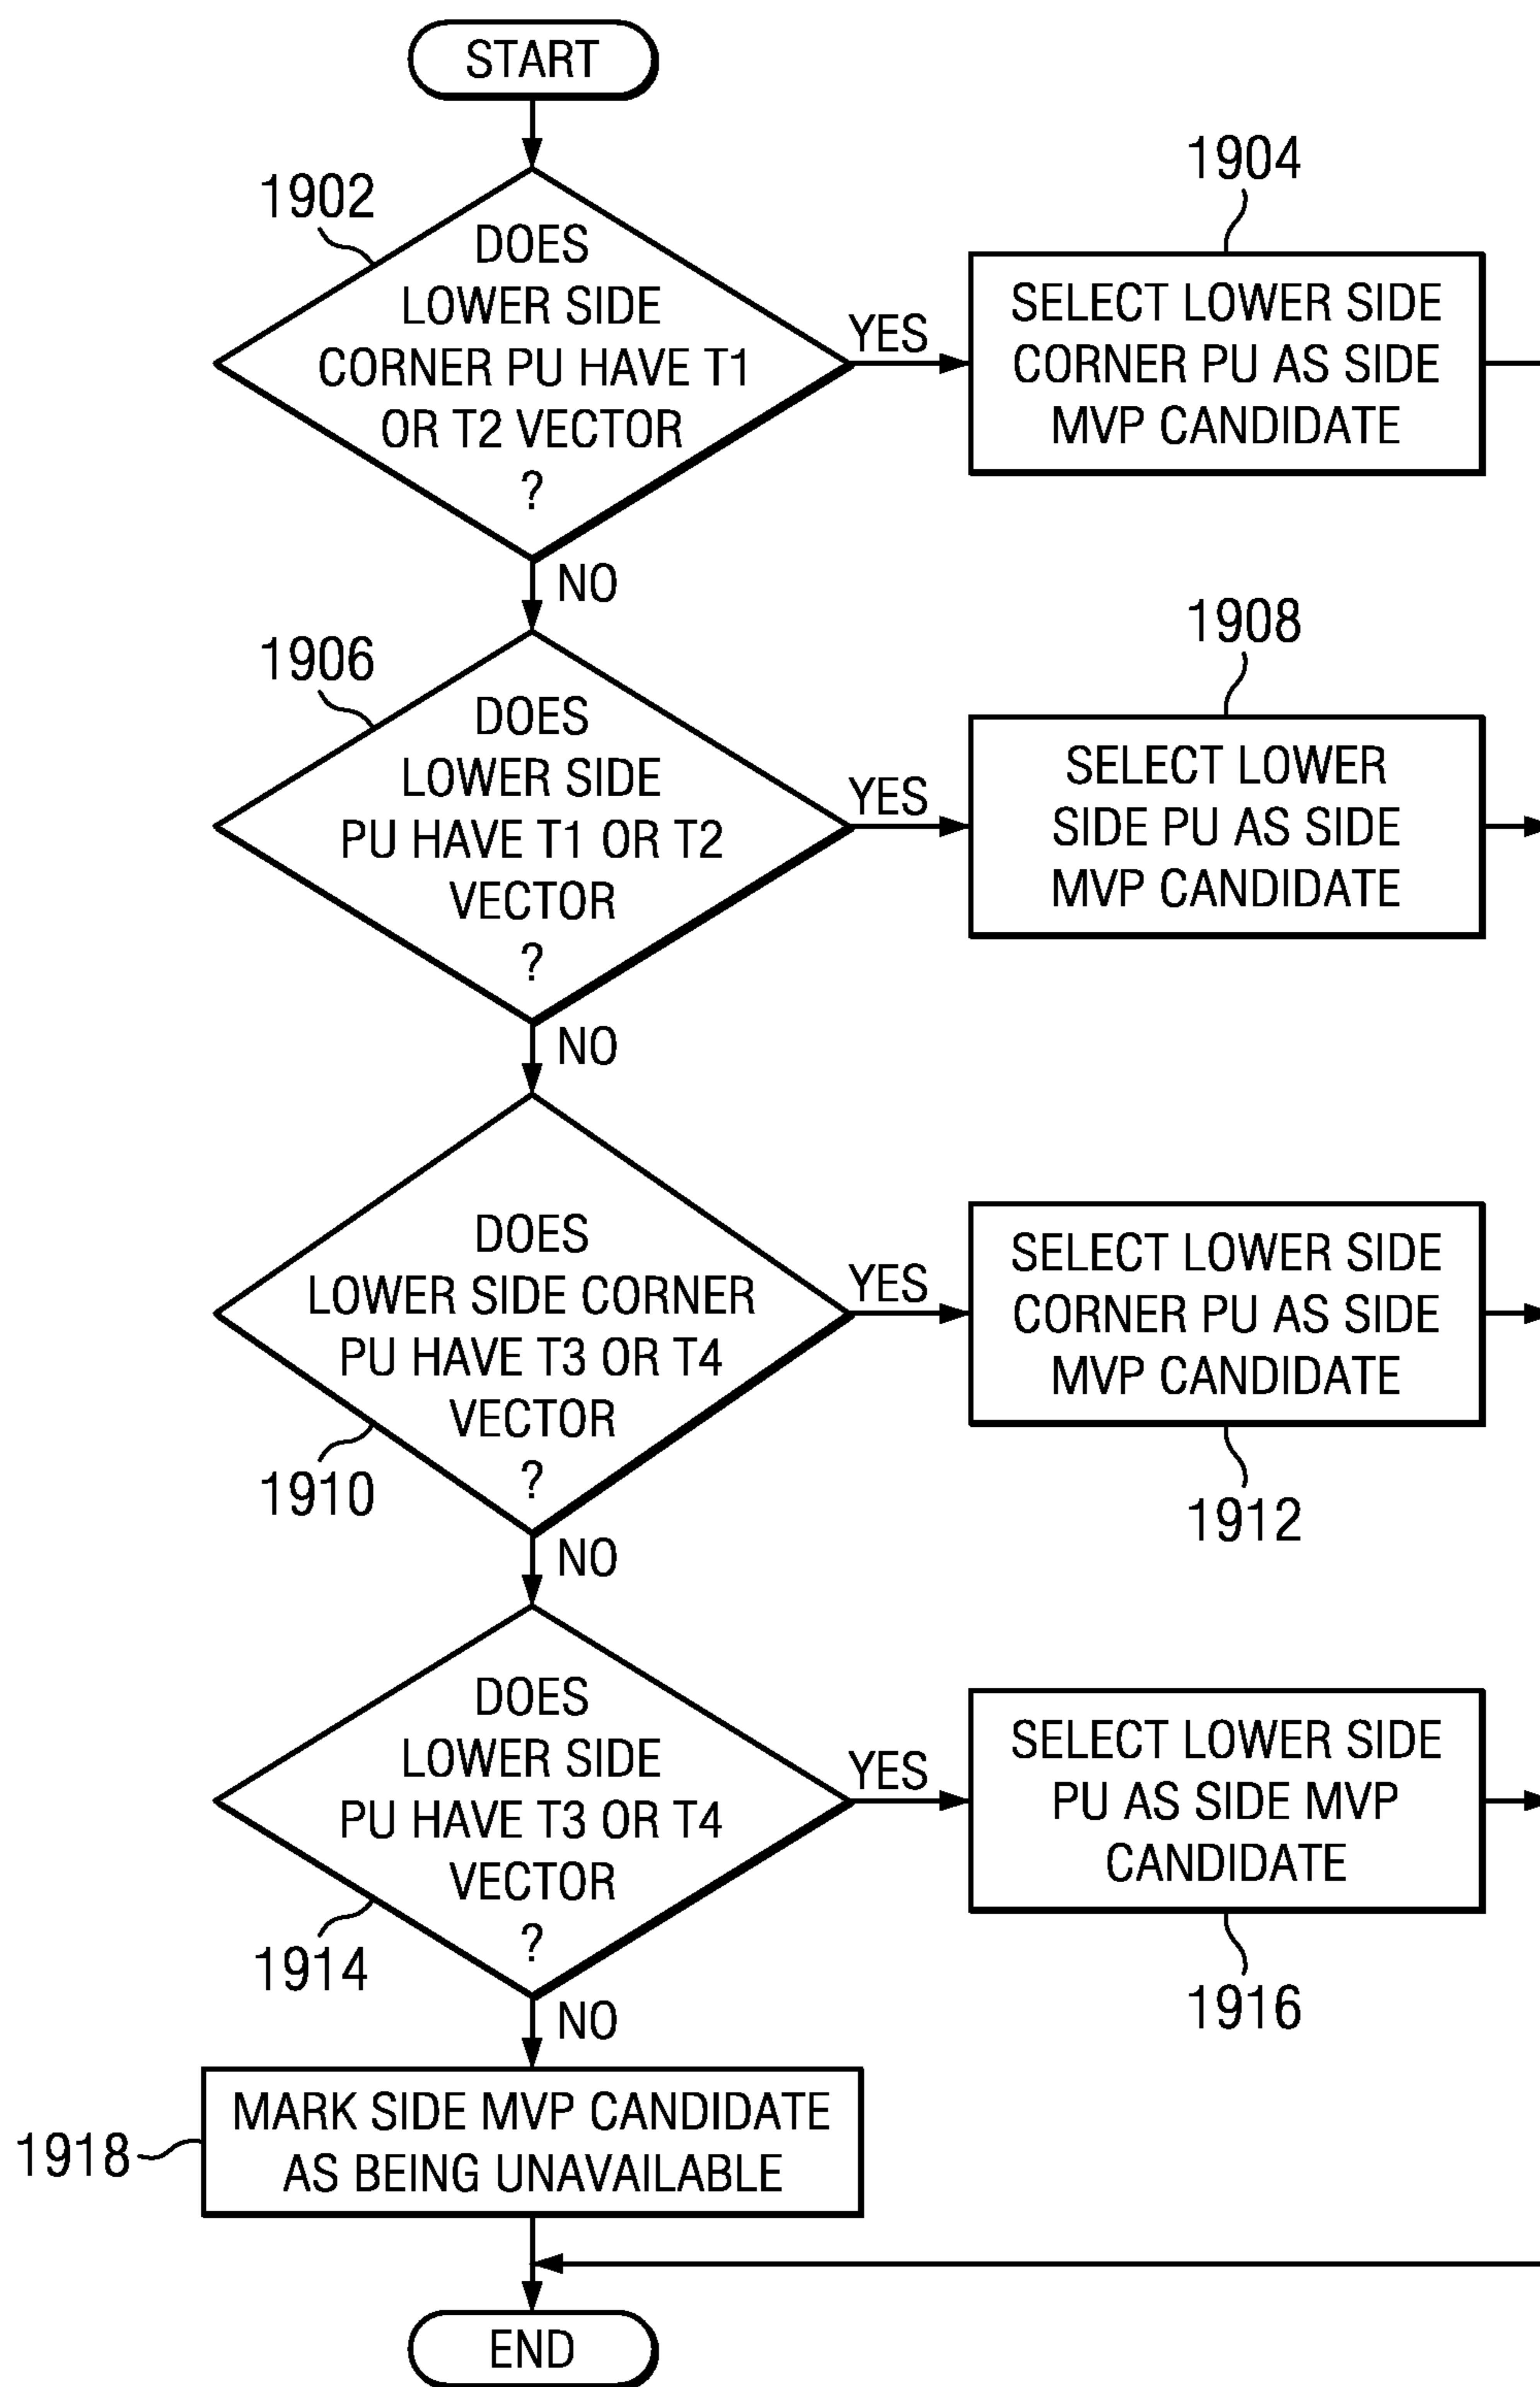 START
1902
DOES
LOWER SIDE
CORNER PU HAVE T1
OR T2 VECTOR
?
YES
1904
SELECT LOWER SIDE
CORNER PU AS SIDE
MVP CANDIDATE
NO
1906
DOES
LOWER SIDE
PU HAVE T1 OR T2
VECTOR
?
YES
1908
SELECT LOWER
SIDE PU AS SIDE
MVP CANDIDATE
NO
DOES
LOWER SIDE CORNER
PU HAVE T3 OR T4
VECTOR
?
1910
YES
SELECT LOWER SIDE
CORNER PU AS SIDE
MVP CANDIDATE
1912
NO
DOES
LOWER SIDE
PU HAVE T3 OR T4
VECTOR
?
1914
YES
SELECT LOWER SIDE
PU AS SIDE MVP
CANDIDATE
1916
NO
MARK SIDE MVP CANDIDATE
AS BEING UNAVAILABLE
1918
END